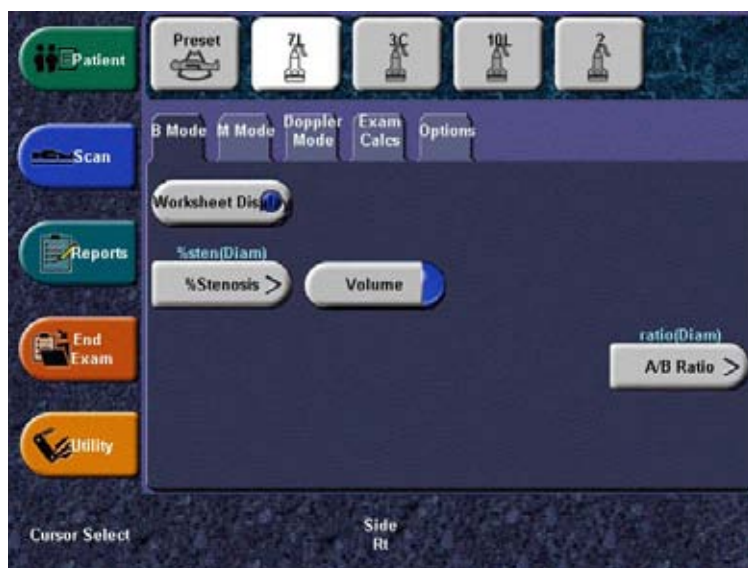 Patient
Preset
7L
3C
10L
2
Scan
B Mode
M Mode
Doppler
Mode
Exam
Calcs
Options
Worksheet Display
Reports
%sten(Diam)
%Stenosis >
Volume
End
Exam
ratio(Diam)
A/B Ratio >
Utility
Cursor Select
Side
Rt